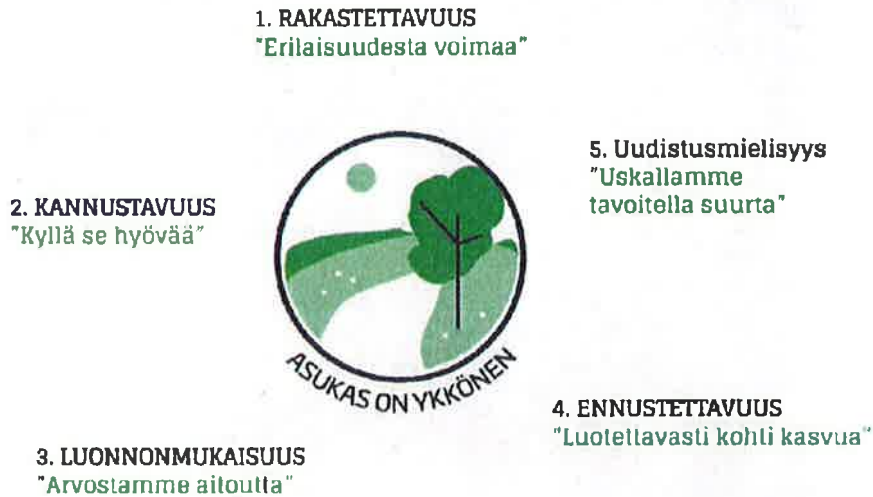 1. RAKASTETTAVUUS
"Erilaisuudesta voimaa"
2. KANNUSTAVUUS
"Kyllä se hyövää"
3. LUONNONMUKAISUUS
"Arvostamme aitoutta"
4. ENNUSTETTAVUUS
"Luotettavasti kohti kasvua"
5. Uudistusmielisyys
"Uskallamme
tavoitella suurta"
ASUKAS ON YKKÖNEN